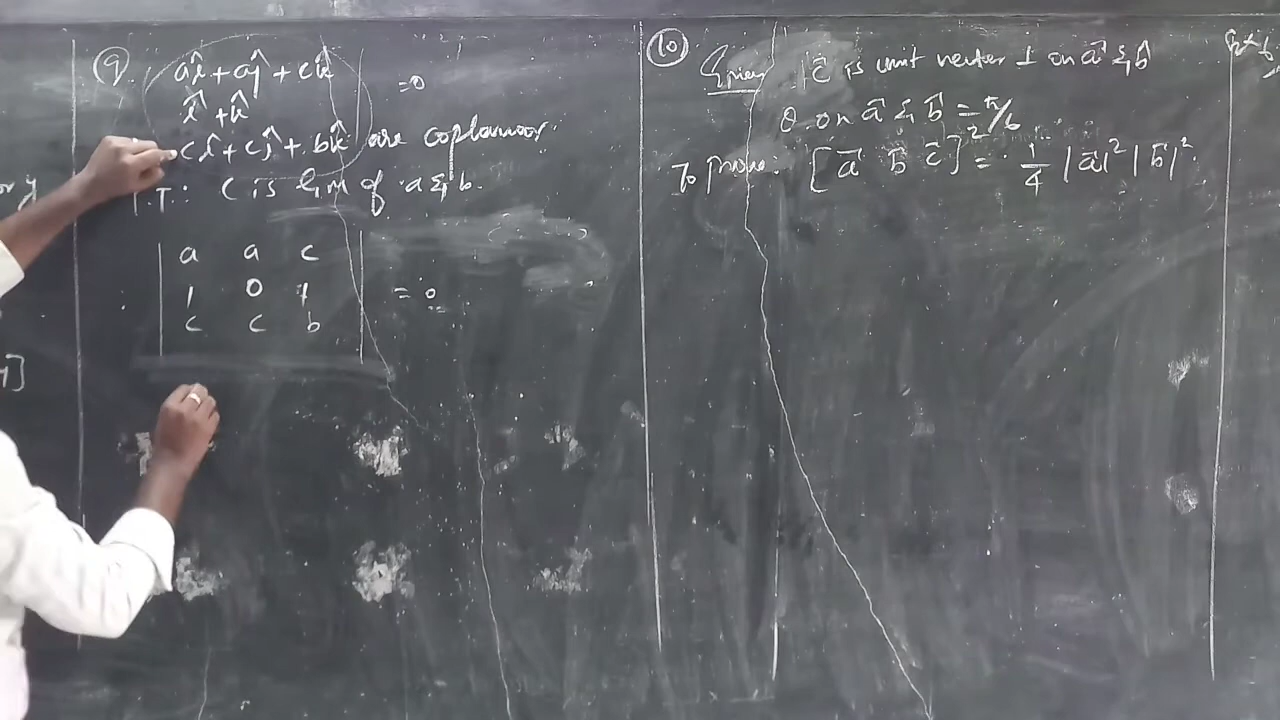 ⑨ aî + aĵ + ck̂
î + k̂ = 0
cî + cĵ + bk̂ are coplanar.
P.T: C is G.m of a & b.
| a a c |
| 1 0 1 | = 0
| c c b |
⑩ Given |c⃗ is unit vector ⊥ on a⃗ & b⃗
θ on a⃗ & b⃗ = π/6
To prove: [a⃗ b⃗ c⃗]² = 1/4 |a⃗|² |b⃗|².